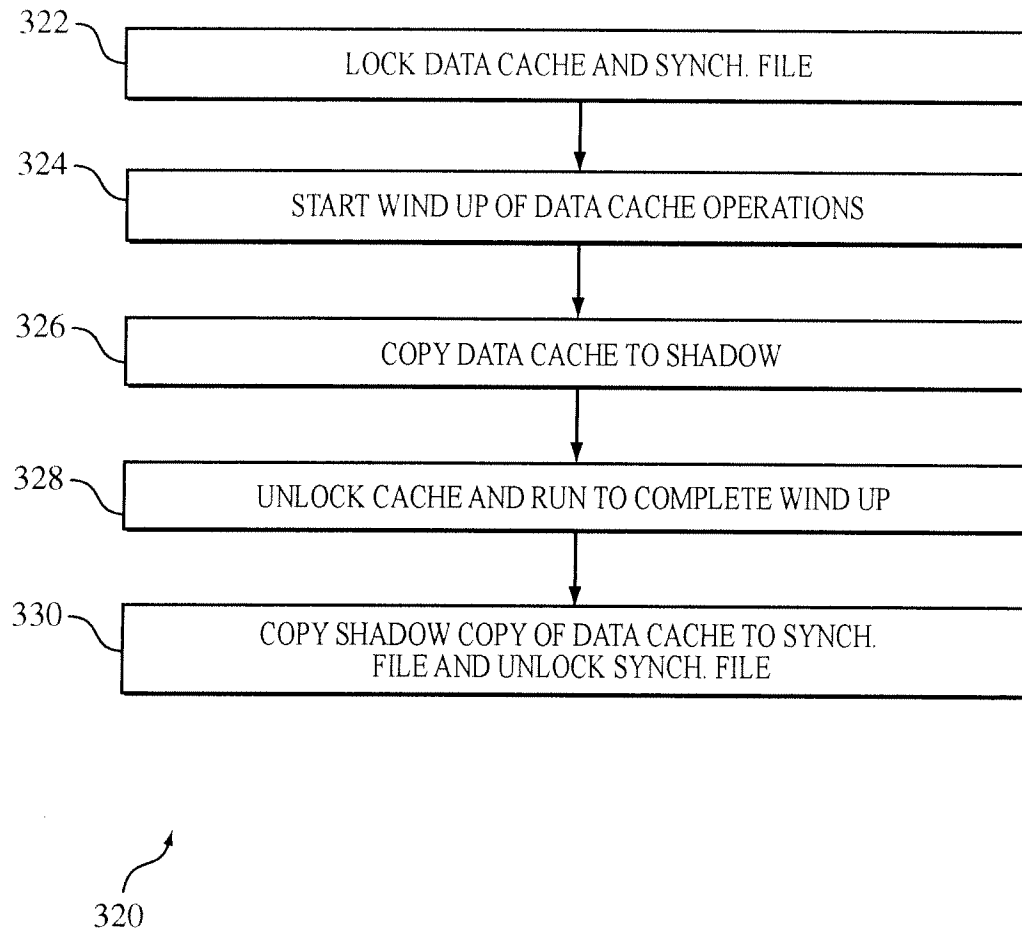 322
LOCK DATA CACHE AND SYNCH. FILE
324
START WIND UP OF DATA CACHE OPERATIONS
326
COPY DATA CACHE TO SHADOW
328
UNLOCK CACHE AND RUN TO COMPLETE WIND UP
330
COPY SHADOW COPY OF DATA CACHE TO SYNCH.
FILE AND UNLOCK SYNCH. FILE
320